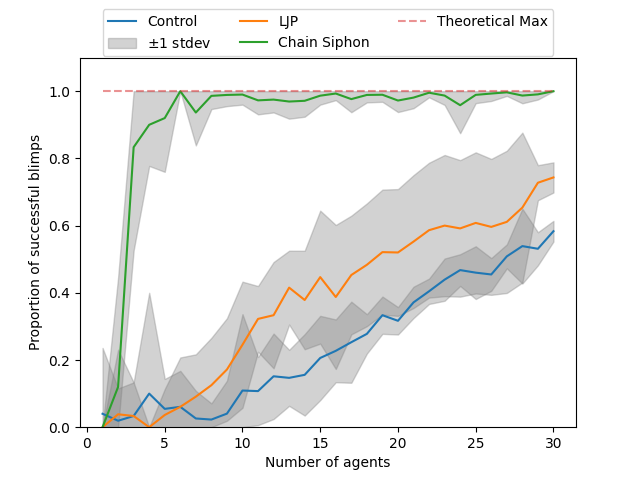 Control LJP Theoretical Max
±1 stdev Chain Siphon
1.0
0.8
0.6
0.4
0.2
0.0
Proportion of successful blimps
0 5 10 15 20 25 30
Number of agents